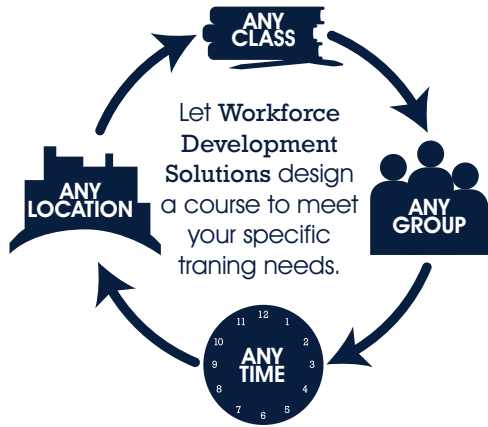 ANY
CLASS
Let Workforce
Development
Solutions design
a course to meet
your specific
traning needs.
ANY
LOCATION
ANY
GROUP
12
11
1
10
2
9
3
8
4
7
5
6
ANY
TIME